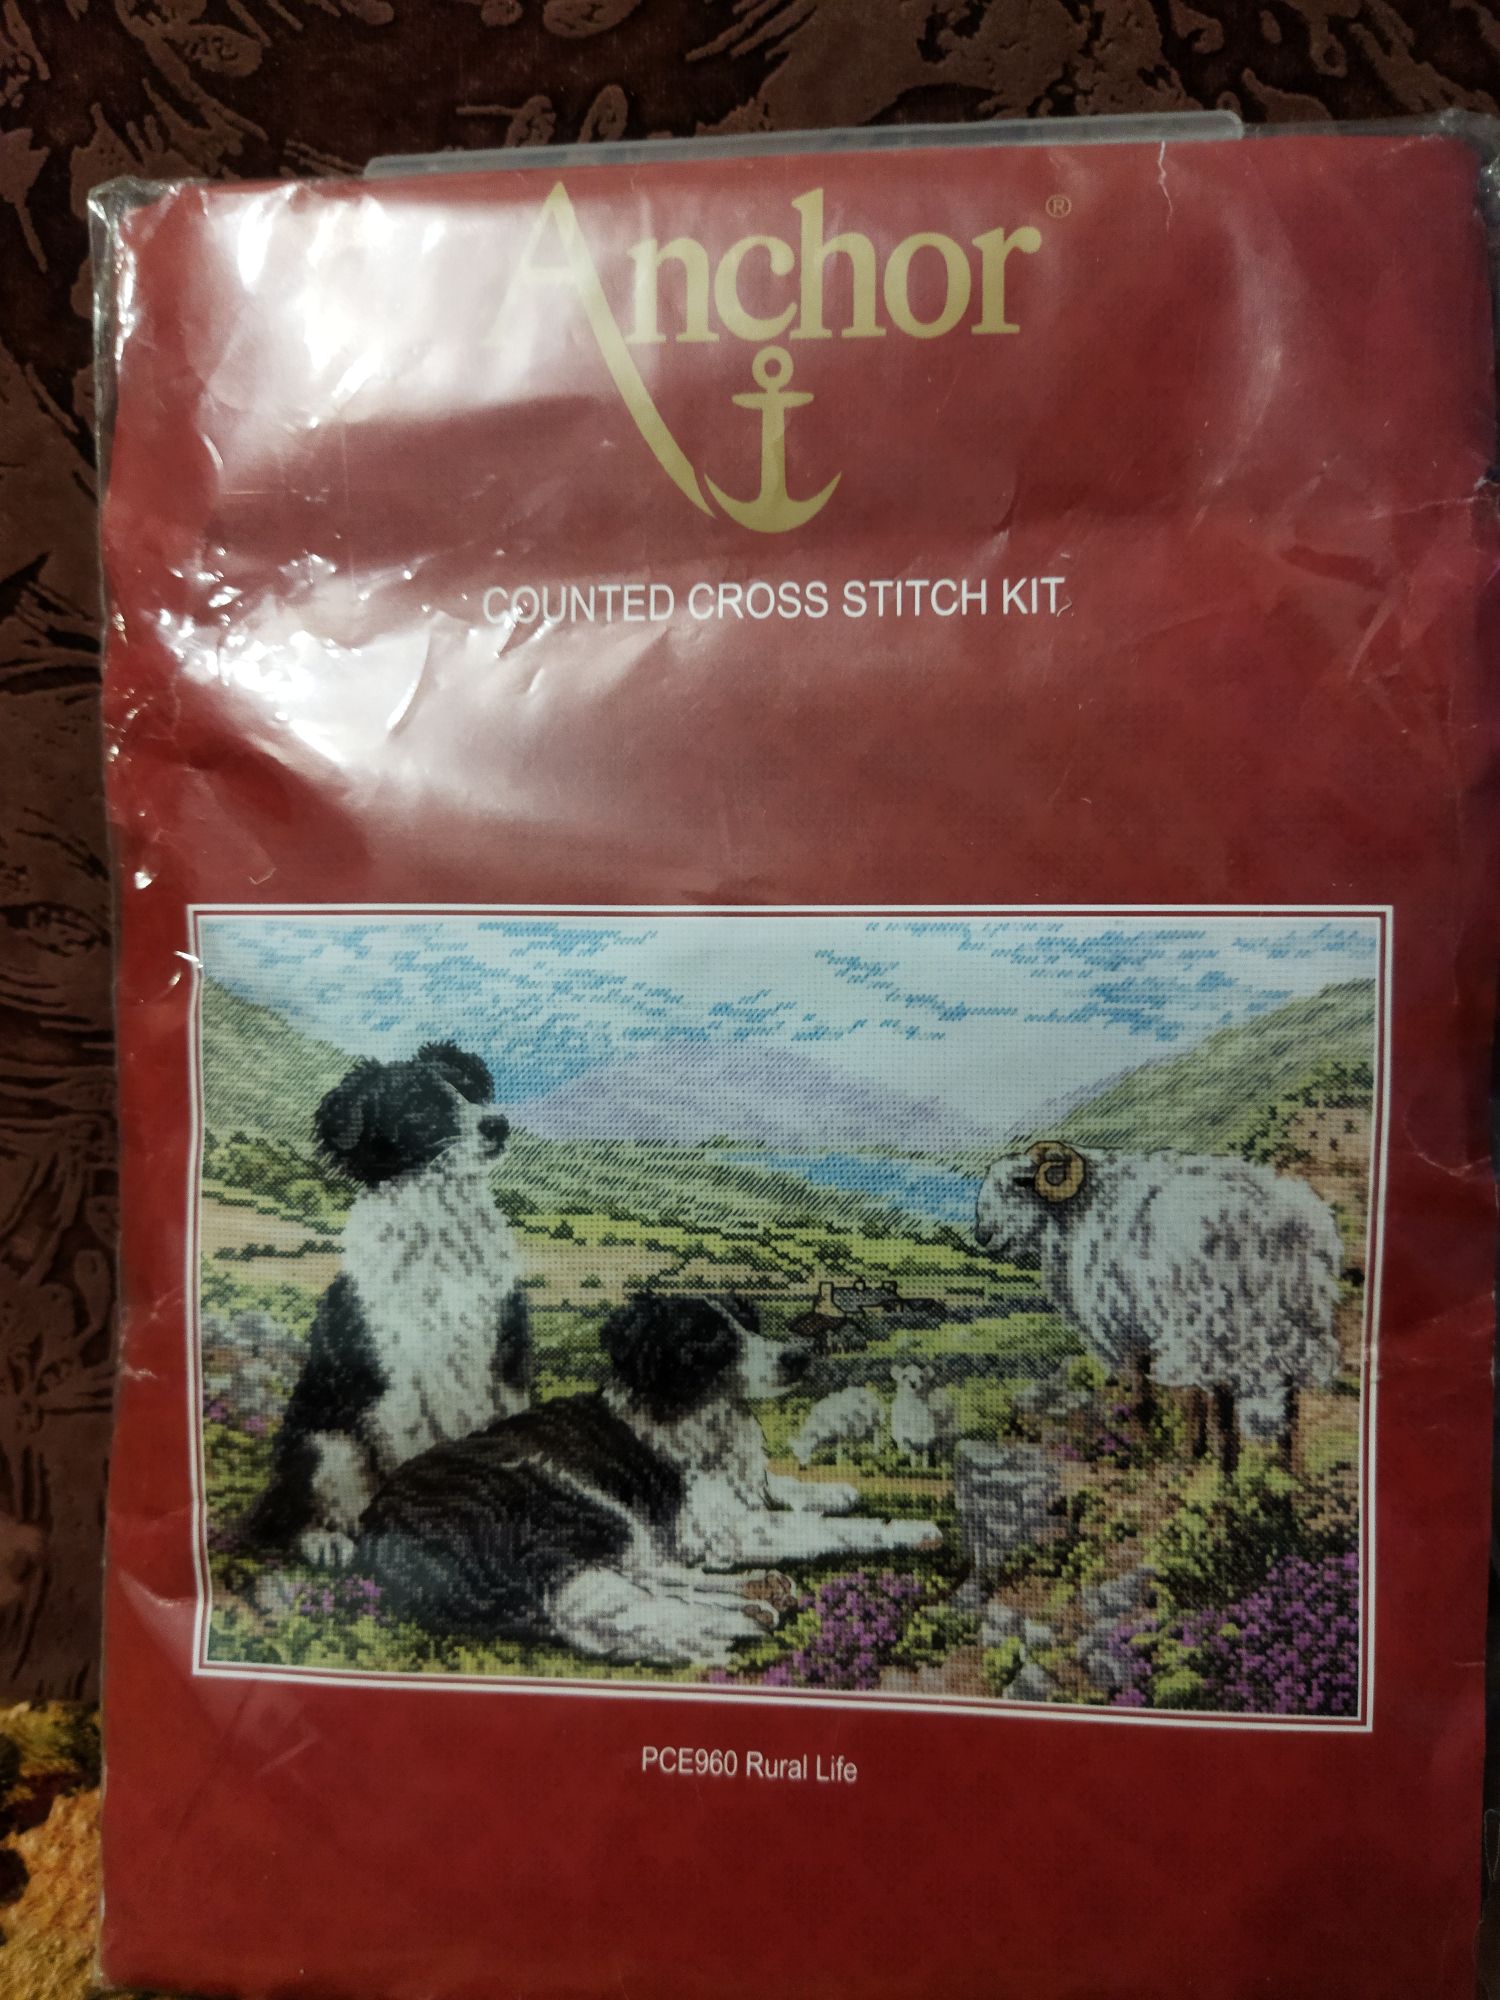 Anchor®
COUNTED CROSS STITCH KIT
PCE960 Rural Life